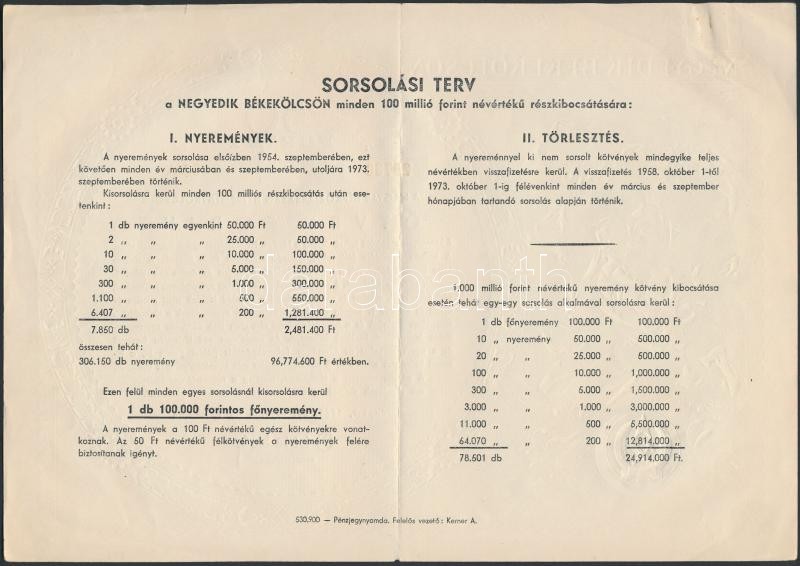 SORSOLÁSI TERV
a NEGYEDIK BÉKEKÖLCSÖN minden 100 millió forint névértékű részkibocsátására:
I. NYEREMÉNYEK.
A nyeremények sorsolása elsőízben 1954. szeptemberében, ezt
követően minden év márciusában és szeptemberében, utoljára 1973.
szeptemberében történik.
Kisorsolásra kerül minden 100 milliós részkibocsátás után ese-
tenkint:
1 db nyeremény egyenkint 50.000 Ft 50.000 Ft
2 „ „ „ 25.000 „ 50.000 „
10 „ „ „ 10.000 „ 100.000 „
30 „ „ „ 5.000 „ 150.000 „
300 „ „ „ 1.000 „ 300.000 „
1.100 „ „ „ 500 „ 550.000 „
6.407 „ „ „ 200 „ 1,281.400 „
7.850 db 2,481.400 Ft
összesen tehát:
306.150 db nyeremény 96,774.600 Ft értékben.
Ezen felül minden egyes sorsolásnál kisorsolásra kerül
1 db 100.000 forintos főnyeremény.
A nyeremények a 100 Ft névértékű egész kötvényekre vonat-
koznak. Az 50 Ft névértékű félkötvények a nyeremények felére
biztosítanak igényt.
II. TÖRLESZTÉS.
A nyereménnyel ki nem sorsolt kötvények mindegyike teljes
névértékben visszafizetésre kerül. A visszafizetés 1958. október 1-től
1973. október 1-ig félévenkint minden év március és szeptember
hónapjában tartandó sorsolás alapján történik.
1.000 millió forint névértékű nyeremény kötvény kibocsátása
esetén tehát egy-egy sorsolás alkalmával sorsolásra kerül:
1 db főnyeremény 100.000 Ft 100.000 Ft
10 „ nyeremény 50.000 „ 500.000 „
20 „ „ 25.000 „ 500.000 „
100 „ „ 10.000 „ 1,000.000 „
300 „ „ 5.000 „ 1,500.000 „
3.000 „ „ 1.000 „ 3,000.000 „
11.000 „ „ 500 „ 5,500.000 „
64.070 „ „ 200 „ 12,814.000 „
78.501 db 24,914.000 Ft.
530,900 — Pénzjegynyomda. Felelős vezető: Kerner A.
darabanth